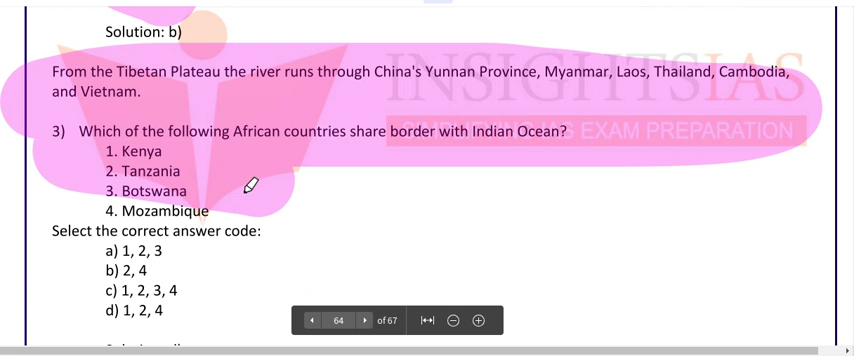 Solution: b)
INSIGHTSIAS
From the Tibetan Plateau the river runs through China's Yunnan Province, Myanmar, Laos, Thailand, Cambodia,
and Vietnam.
3) Which of the following African countries share border with Indian Ocean?
SIMPLIFYING IAS EXAM PREPARATION
1. Kenya
2. Tanzania
3. Botswana
4. Mozambique
Select the correct answer code:
a) 1, 2, 3
b) 2, 4
c) 1, 2, 3, 4
d) 1, 2, 4
64 of 67